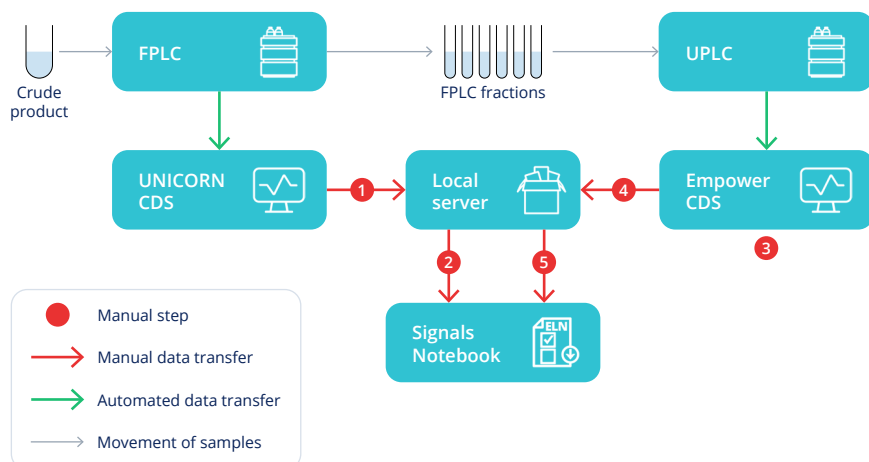 FPLC
UPLC
Crude
product
FPLC fractions
UNICORN
CDS
1
Local
server
4
Empower
CDS
2
5
3
Signals
Notebook
ELN
Manual step
Manual data transfer
Automated data transfer
Movement of samples